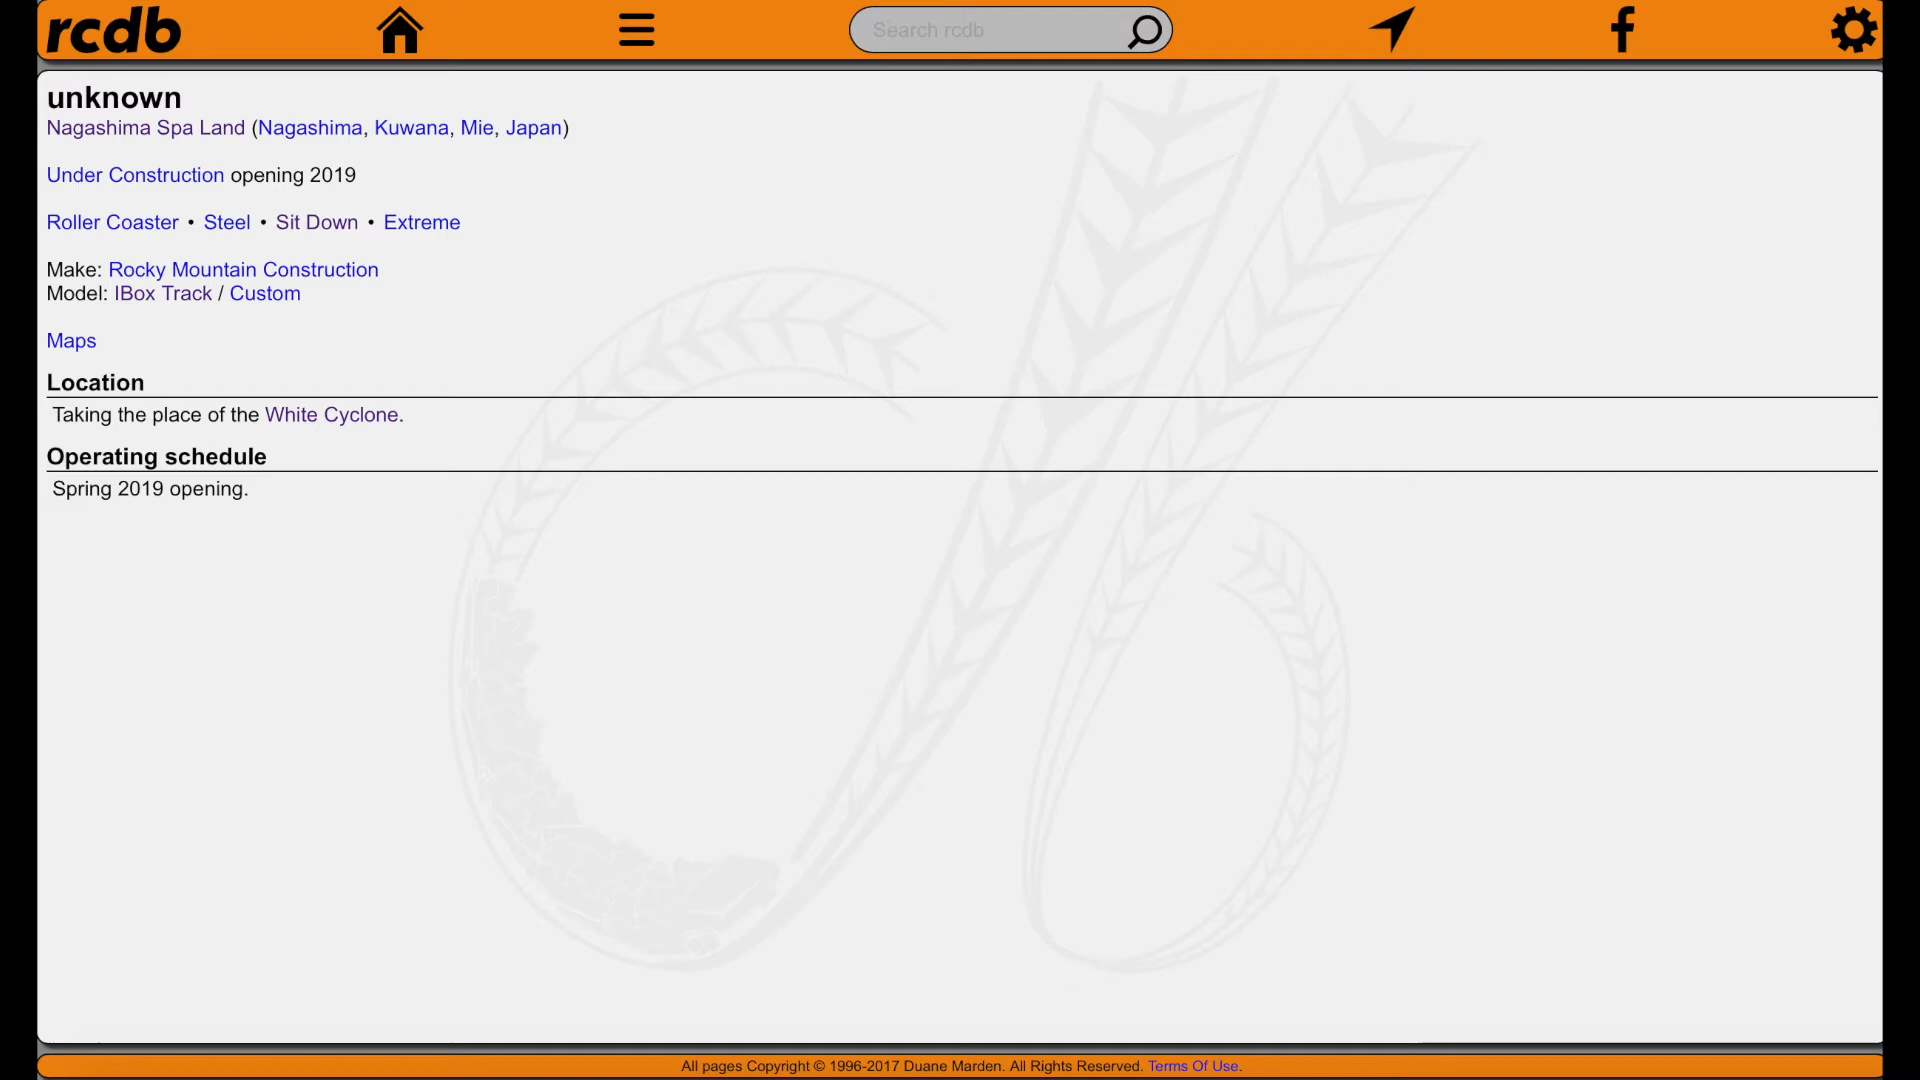 rcdb
Search rcdb
unknown
Nagashima Spa Land (Nagashima, Kuwana, Mie, Japan)
Under Construction opening 2019
Roller Coaster • Steel • Sit Down • Extreme
Make: Rocky Mountain Construction
Model: IBox Track / Custom
Maps
Location
Taking the place of the White Cyclone.
Operating schedule
Spring 2019 opening.
All pages Copyright © 1996-2017 Duane Marden. All Rights Reserved. Terms Of Use.